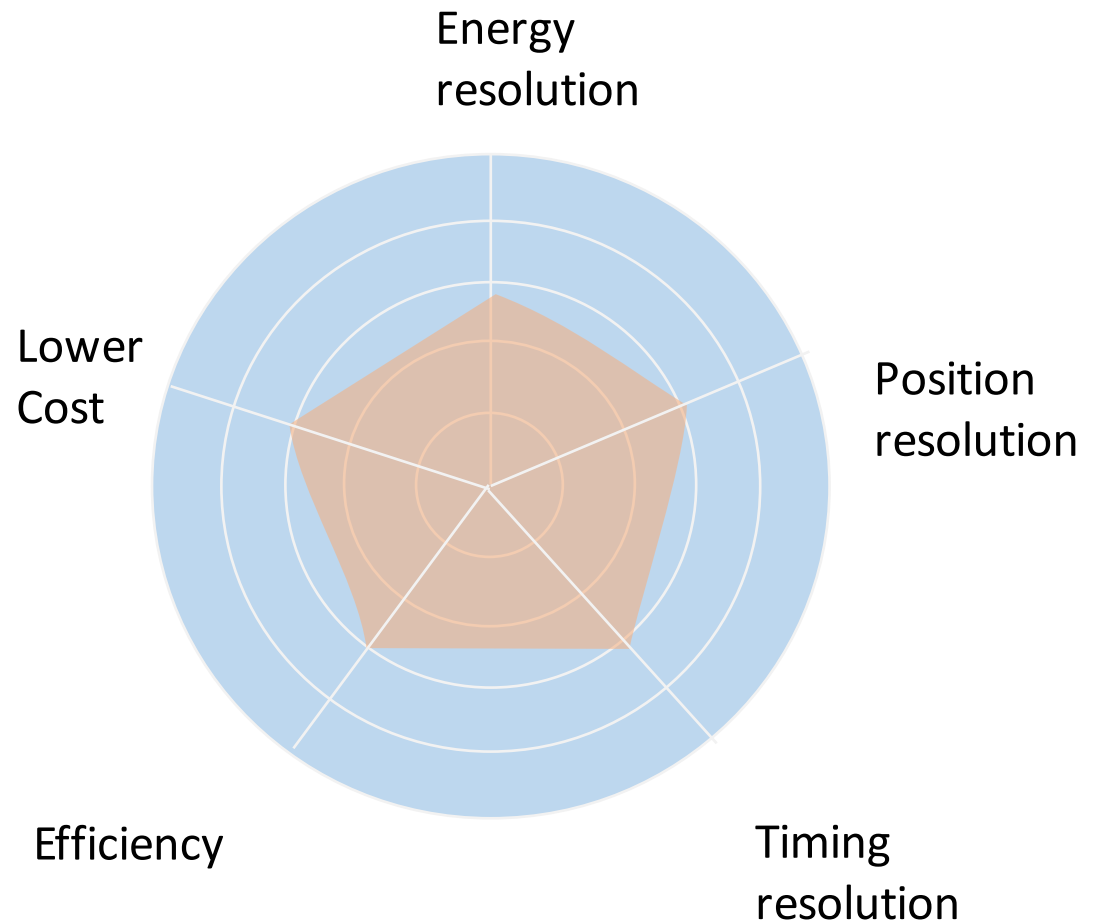 Energy
resolution
Lower
Cost
Position
resolution
Efficiency
Timing
resolution